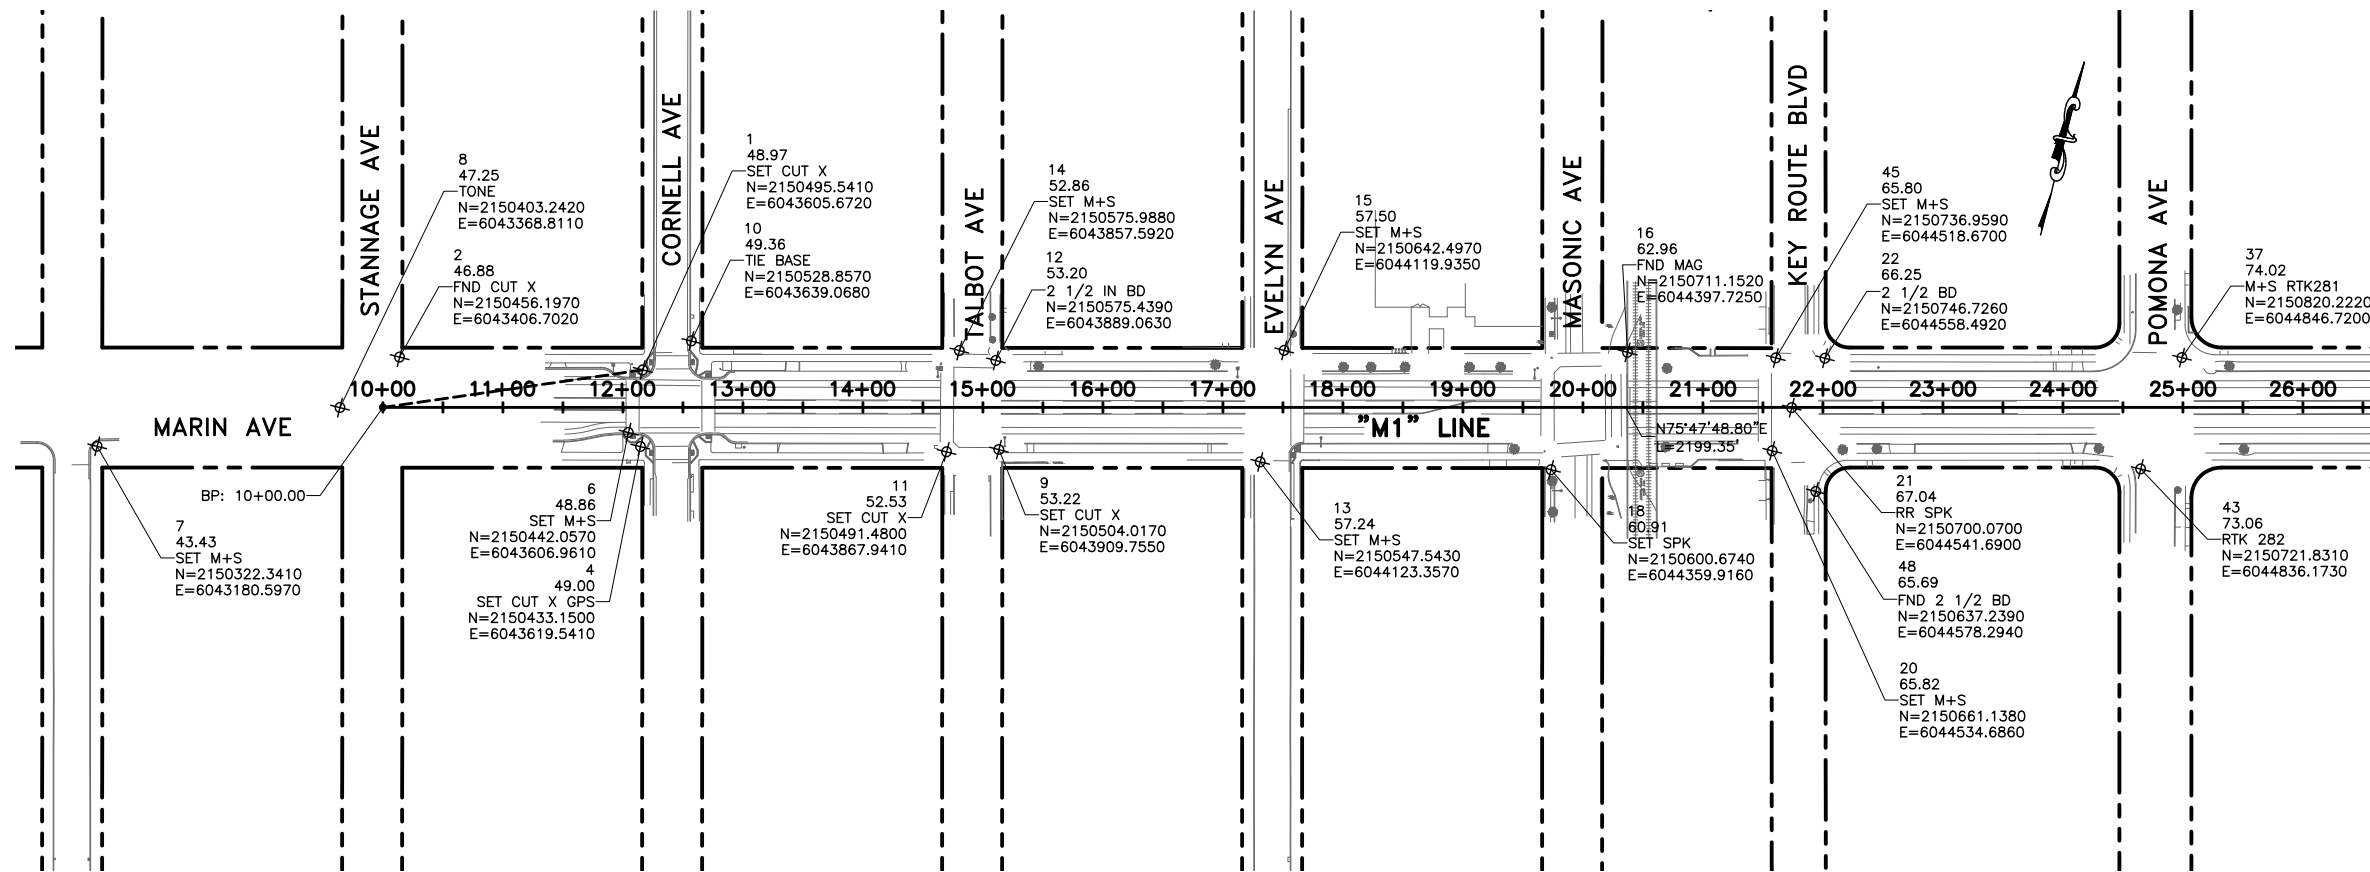 STANNAGE AVE
CORNELL AVE
TALBOT AVE
EVELYN AVE
MASONIC AVE
KEY ROUTE BLVD
POMONA AVE
8
47.25
TONE
N=2150403.2420
E=6043368.8110
2
46.88
FND CUT X
N=2150456.1970
E=6043406.7020
1
48.97
SET CUT X
N=2150495.5410
E=6043605.6720
10
49.36
TIE BASE
N=2150528.8570
E=6043639.0680
14
52.86
SET M+S
N=2150575.9880
E=6043857.5920
12
53.20
2 1/2 IN BD
N=2150575.4390
E=6043889.0630
15
57.50
SET M+S
N=2150642.4970
E=6044119.9350
16
62.96
FND MAG
N=2150711.1520
E=6044397.7250
45
65.80
SET M+S
N=2150736.9590
E=6044518.6700
22
66.25
2 1/2 BD
N=2150746.7260
E=6044558.4920
37
74.02
M+S RTK281
N=2150820.2220
E=6044846.7200
10+00 11+00 12+00 13+00 14+00 15+00 16+00 17+00 18+00 19+00 20+00 21+00 22+00 23+00 24+00 25+00 26+00
MARIN AVE
"M1" LINE
N75°47'48.80"E
L=2199.35'
BP: 10+00.00
7
43.43
SET M+S
N=2150322.3410
E=6043180.5970
6
48.86
SET M+S
N=2150442.0570
E=6043606.9610
4
49.00
SET CUT X GPS
N=2150433.1500
E=6043619.5410
11
52.53
SET CUT X
N=2150491.4800
E=6043867.9410
9
53.22
SET CUT X
N=2150504.0170
E=6043909.7550
13
57.24
SET M+S
N=2150547.5430
E=6044123.3570
18
60.91
SET SPK
N=2150600.6740
E=6044359.9160
21
67.04
RR SPK
N=2150700.0700
E=6044541.6900
48
65.69
FND 2 1/2 BD
N=2150637.2390
E=6044578.2940
20
65.82
SET M+S
N=2150661.1380
E=6044534.6860
43
73.06
RTK 282
N=2150721.8310
E=6044836.1730